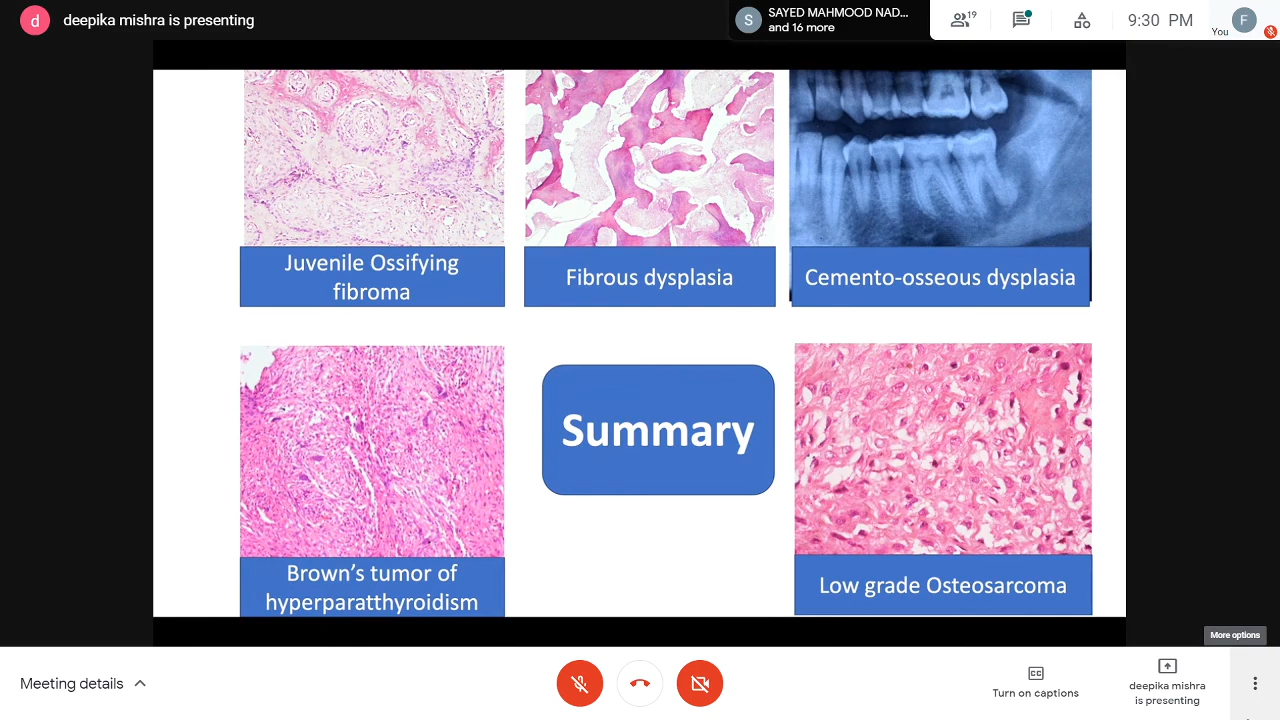 d
deepika mishra is presenting
S
SAYED MAHMOOD NAD...
and 16 more
19
9:30 PM
You
F
Juvenile Ossifying
fibroma
Fibrous dysplasia
Cemento-osseous dysplasia
Summary
Brown's tumor of
hyperparatthyroidism
Low grade Osteosarcoma
More options
Meeting details
CC
Turn on captions
deepika mishra
is presenting